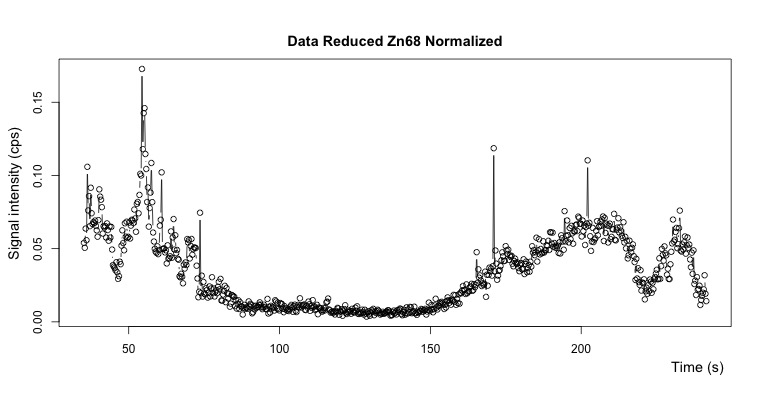 Data Reduced Zn68 Normalized
Signal intensity (cps)
0.15
0.10
0.05
0.00
50
100
150
200
Time (s)